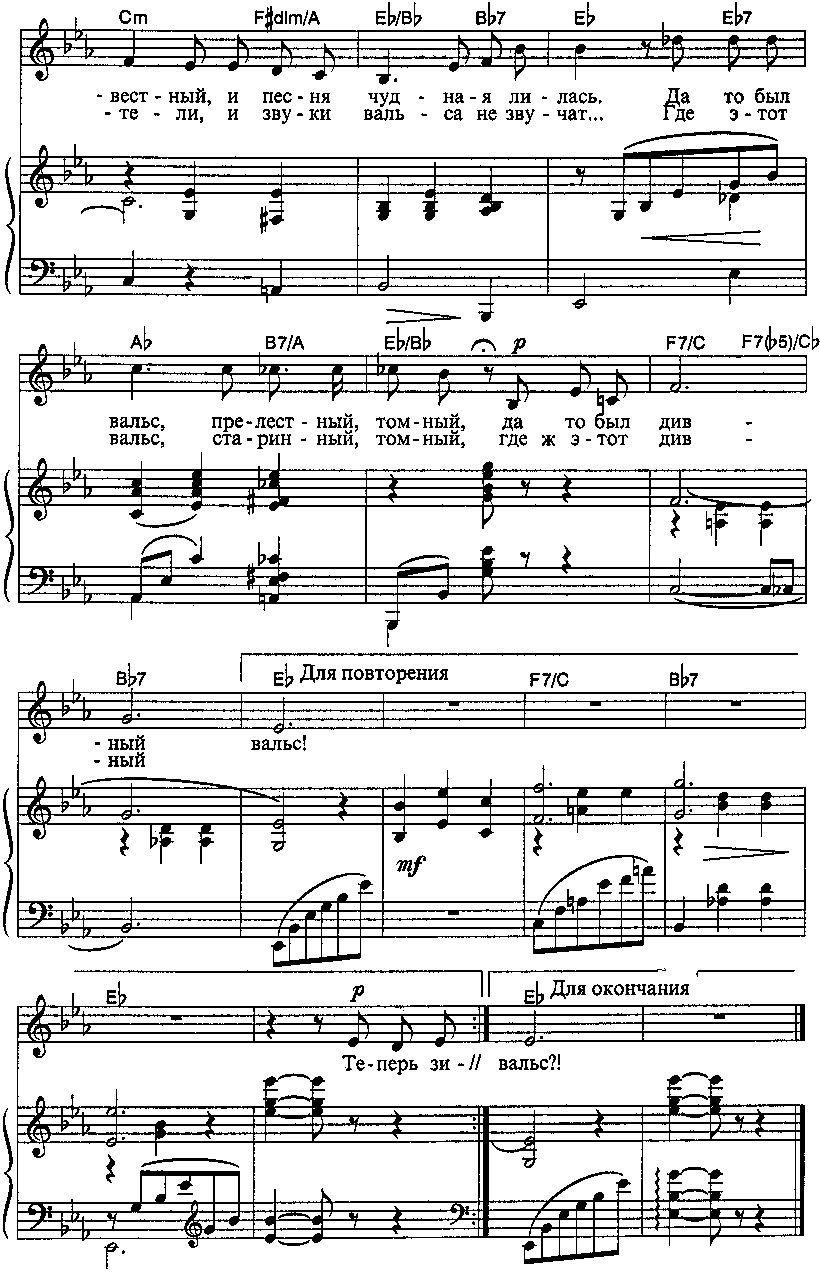 Cm F♯dim/A E♭/B♭ B♭7 E♭ E♭7
- вест - ный, и пес - ня чуд - на - я ли - лась. Да то был
- те - ли, и зву - ки валь - са не зву - чат... Где э - тот
A♭ B7/A E♭/B♭ p F7/C F7(♭5)/C♭
вальс, пре - лест - ный, том - ный, да то был див -
вальс, ста - рин - ный, том - ный, где ж э - тот див -
B♭7 E♭ Для повторения F7/C B♭7
- ный вальс!
- ный
mf
E♭ p E♭ Для окончания
Те - перь зи - // вальс?!